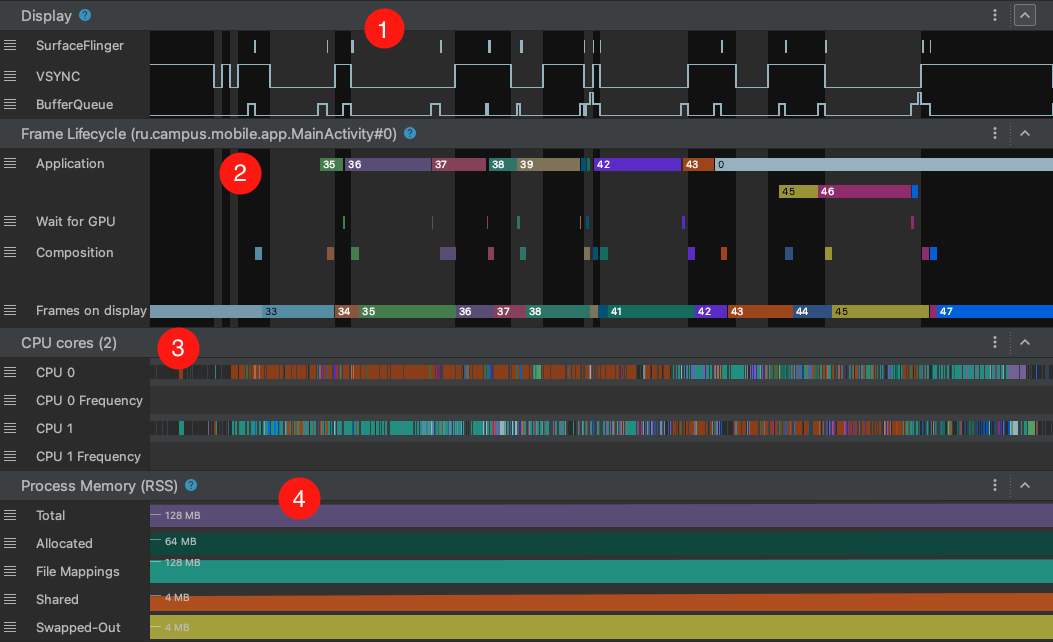 Display ?
1
SurfaceFlinger
VSYNC
BufferQueue
Frame Lifecycle (ru.campus.mobile.app.MainActivity#0) ?
2
Application 35 36 37 38 39 42 43 0
45 46
Wait for GPU
Composition
Frames on display 33 34 35 36 37 38 41 42 43 44 45 47
CPU cores (2)
3
CPU 0
CPU 0 Frequency
CPU 1
CPU 1 Frequency
Process Memory (RSS) ?
4
Total 128 MB
Allocated 64 MB
File Mappings 128 MB
Shared 4 MB
Swapped-Out 4 MB